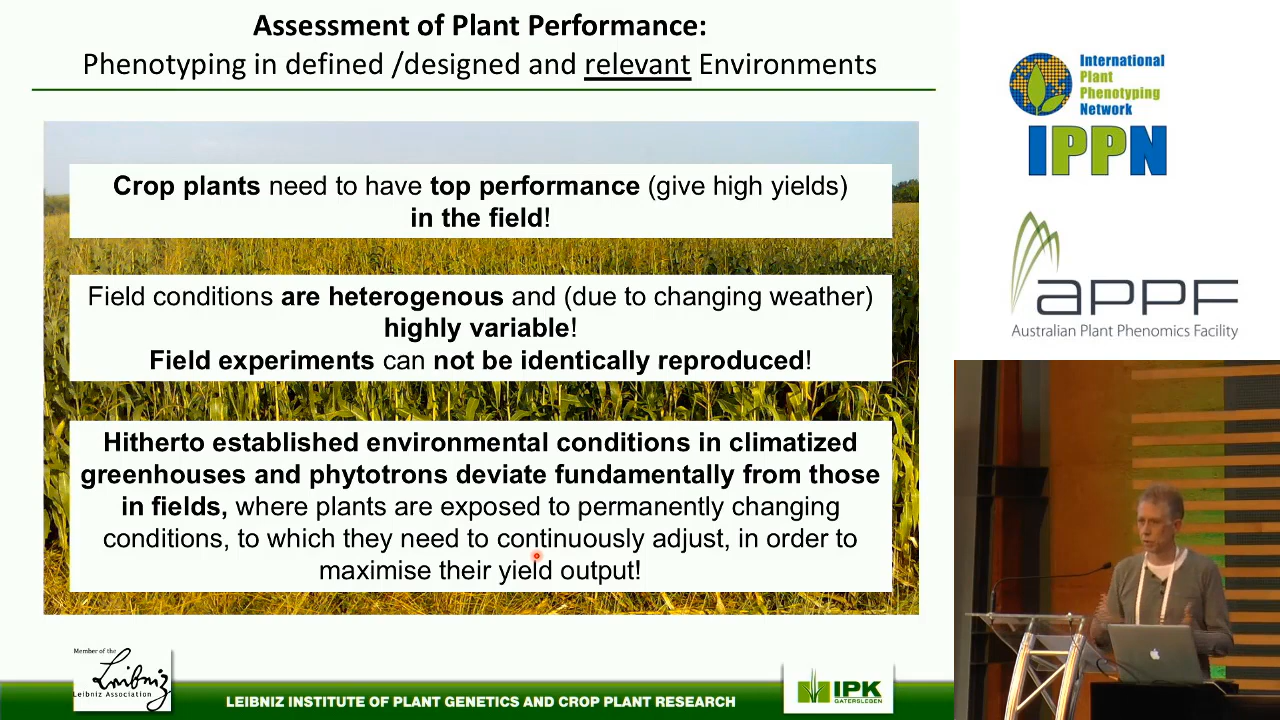 Assessment of Plant Performance:
Phenotyping in defined /designed and relevant Environments
Crop plants need to have top performance (give high yields)
in the field!
Field conditions are heterogenous and (due to changing weather)
highly variable!
Field experiments can not be identically reproduced!
Hitherto established environmental conditions in climatized
greenhouses and phytotrons deviate fundamentally from those
in fields, where plants are exposed to permanently changing
conditions, to which they need to continuously adjust, in order to
maximise their yield output!
Member of the
Leibniz
Leibniz Association
LEIBNIZ INSTITUTE OF PLANT GENETICS AND CROP PLANT RESEARCH
IPK
GATERSLEBEN
International
Plant
Phenotyping
Network
IPPN
APPF
Australian Plant Phenomics Facility